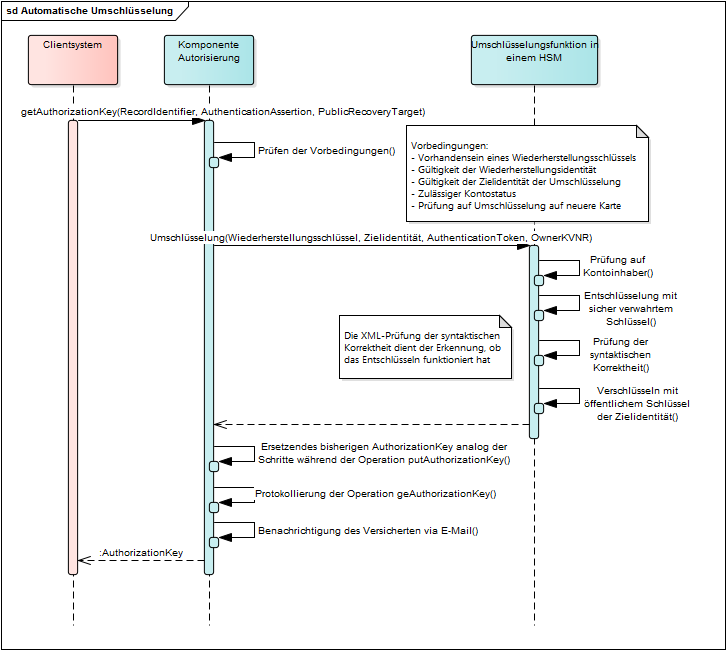 sd Automatische Umschlüsselung
Clientsystem
Komponente
Autorisierung
Umschlüsselungsfunktion in
einem HSM
getAuthorizationKey(RecordIdentifier, AuthenticationAssertion, PublicRecoveryTarget)
Prüfen der Vorbedingungen()
Vorbedingungen:
- Vorhandensein eines Wiederherstellungsschlüssels
- Gültigkeit der Wiederherstellungsidentität
- Gültigkeit der Zielidentität der Umschlüsselung
- Zulässiger Kontostatus
- Prüfung auf Umschlüsselung auf neuere Karte
Umschlüsselung(Wiederherstellungsschlüssel, Zielidentität, AuthenticationToken, OwnerKVNR)
Prüfung auf
Kontoinhaber()
Entschlüsselung mit
sicher verwahrtem
Schlüssel()
Die XML-Prüfung der syntaktischen
Korrektheit dient der Erkennung, ob
das Entschlüsseln funktioniert hat
Prüfung der
syntaktischen
Korrektheit()
Verschlüsseln mit
öffentlichem Schlüssel
der Zielidentität()
Ersetzendes bisherigen AuthorizationKey analog der
Schritte während der Operation putAuthorizationKey()
Protokollierung der Operation geAuthorizationKey()
Benachrichtigung des Versicherten via E-Mail()
:AuthorizationKey